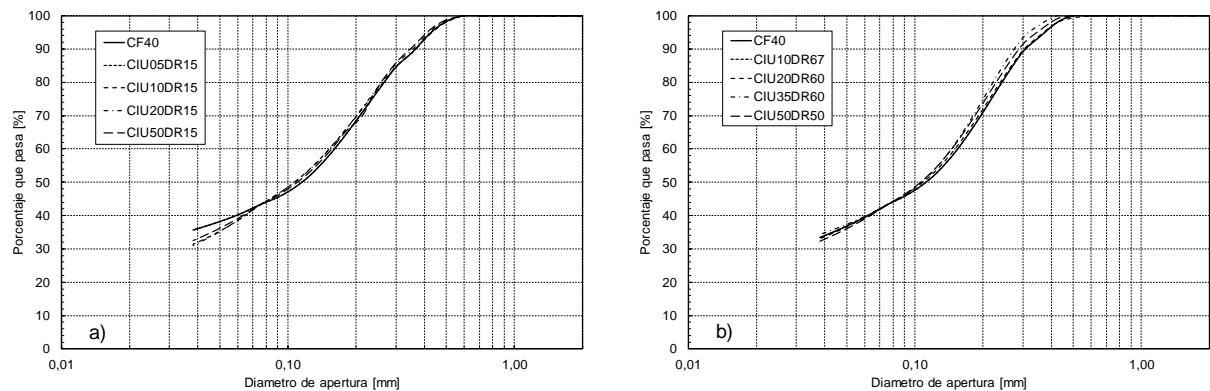 Porcentaje que pasa [%]
100
90
80
70
60
50
40
30
20
10
0
CF40
CIU05DR15
CIU10DR15
CIU20DR15
CIU50DR15
a)
0,01
0,10
1,00
Diametro de apertura [mm]
Porcentaje que pasa [%]
100
90
80
70
60
50
40
30
20
10
0
CF40
CIU10DR67
CIU20DR60
CIU35DR60
CIU50DR50
b)
0,01
0,10
1,00
Diametro de apertura [mm]